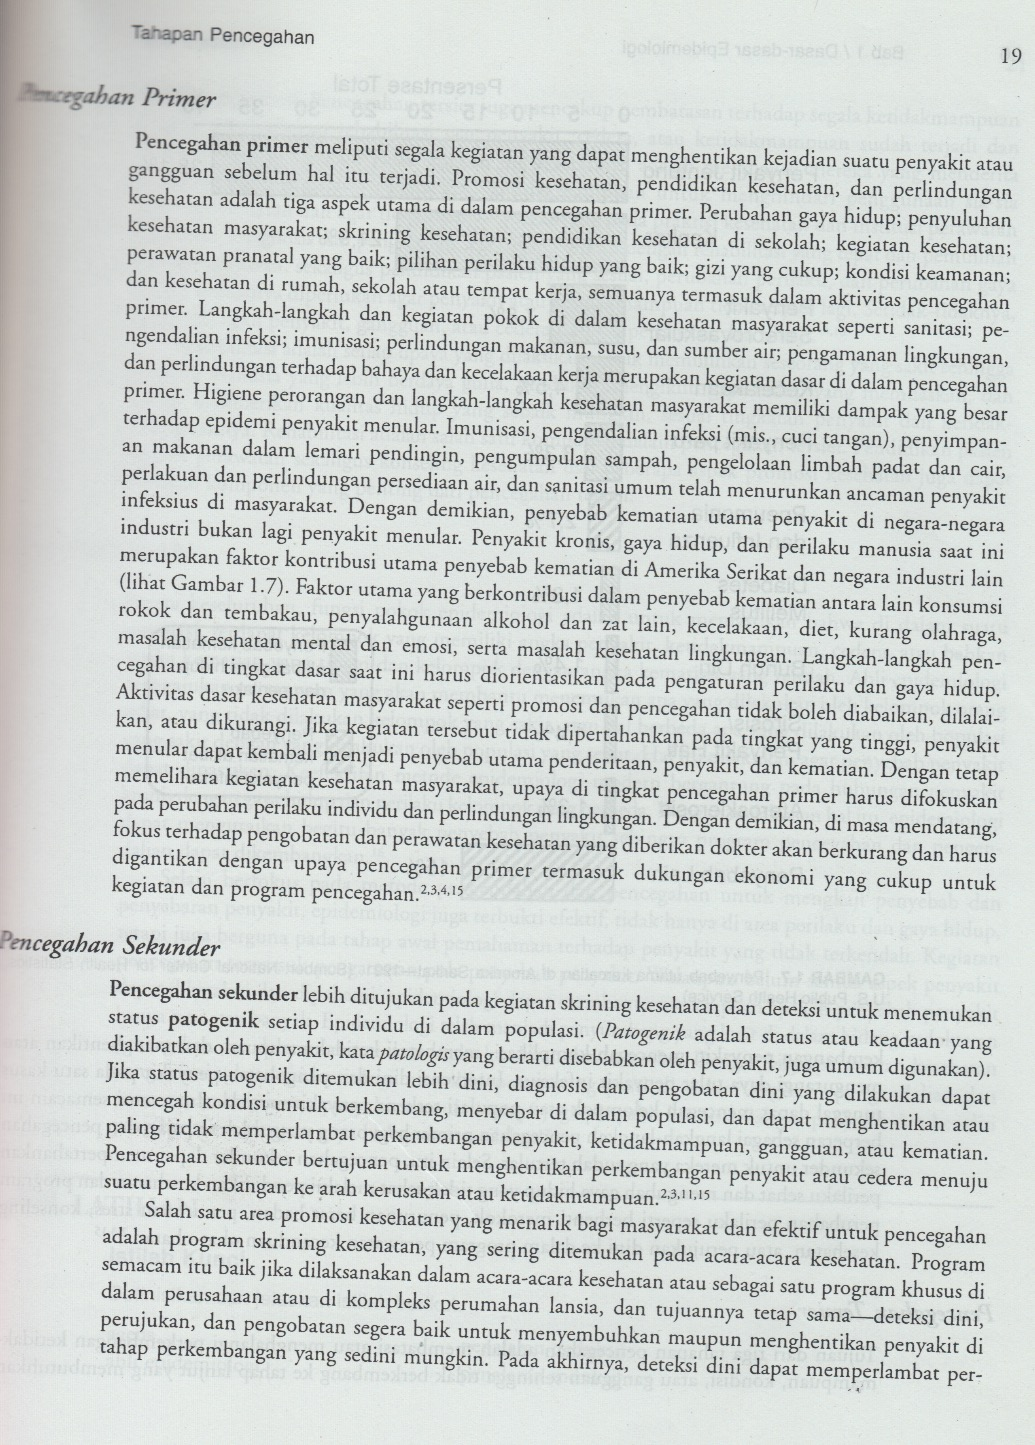 Tahapan Pencegahan
19
Pencegahan Primer
Pencegahan primer meliputi segala kegiatan yang dapat menghentikan kejadian suatu penyakit atau
gangguan sebelum hal itu terjadi. Promosi kesehatan, pendidikan kesehatan, dan perlindungan
kesehatan adalah tiga aspek utama di dalam pencegahan primer. Perubahan gaya hidup; penyuluhan
kesehatan masyarakat; skrining kesehatan; pendidikan kesehatan di sekolah; kegiatan kesehatan;
perawatan pranatal yang baik; pilihan perilaku hidup yang baik; gizi yang cukup; kondisi keamanan;
dan kesehatan di rumah, sekolah atau tempat kerja, semuanya termasuk dalam aktivitas pencegahan
primer. Langkah-langkah dan kegiatan pokok di dalam kesehatan masyarakat seperti sanitasi; pe-
ngendalian infeksi; imunisasi; perlindungan makanan, susu, dan sumber air; pengamanan lingkungan,
dan perlindungan terhadap bahaya dan kecelakaan kerja merupakan kegiatan dasar di dalam pencegahan
primer. Higiene perorangan dan langkah-langkah kesehatan masyarakat memiliki dampak yang besar
terhadap epidemi penyakit menular. Imunisasi, pengendalian infeksi (mis., cuci tangan), penyimpan-
an makanan dalam lemari pendingin, pengumpulan sampah, pengelolaan limbah padat dan cair,
perlakuan dan perlindungan persediaan air, dan sanitasi umum telah menurunkan ancaman penyakit
infeksius di masyarakat. Dengan demikian, penyebab kematian utama penyakit di negara-negara
industri bukan lagi penyakit menular. Penyakit kronis, gaya hidup, dan perilaku manusia saat ini
merupakan faktor kontribusi utama penyebab kematian di Amerika Serikat dan negara industri lain
(lihat Gambar 1.7). Faktor utama yang berkontribusi dalam penyebab kematian antara lain konsumsi
rokok dan tembakau, penyalahgunaan alkohol dan zat lain, kecelakaan, diet, kurang olahraga,
masalah kesehatan mental dan emosi, serta masalah kesehatan lingkungan. Langkah-langkah pen-
cegahan di tingkat dasar saat ini harus diorientasikan pada pengaturan perilaku dan gaya hidup.
Aktivitas dasar kesehatan masyarakat seperti promosi dan pencegahan tidak boleh diabaikan, dilalai-
kan, atau dikurangi. Jika kegiatan tersebut tidak dipertahankan pada tingkat yang tinggi, penyakit
menular dapat kembali menjadi penyebab utama penderitaan, penyakit, dan kematian. Dengan tetap
memelihara kegiatan kesehatan masyarakat, upaya di tingkat pencegahan primer harus difokuskan
pada perubahan perilaku individu dan perlindungan lingkungan. Dengan demikian, di masa mendatang,
fokus terhadap pengobatan dan perawatan kesehatan yang diberikan dokter akan berkurang dan harus
digantikan dengan upaya pencegahan primer termasuk dukungan ekonomi yang cukup untuk
kegiatan dan program pencegahan.2,3,4,15
Pencegahan Sekunder
Pencegahan sekunder lebih ditujukan pada kegiatan skrining kesehatan dan deteksi untuk menemukan
status patogenik setiap individu di dalam populasi. (Patogenik adalah status atau keadaan yang
diakibatkan oleh penyakit, kata patologis yang berarti disebabkan oleh penyakit, juga umum digunakan).
Jika status patogenik ditemukan lebih dini, diagnosis dan pengobatan dini yang dilakukan dapat
mencegah kondisi untuk berkembang, menyebar di dalam populasi, dan dapat menghentikan atau
paling tidak memperlambat perkembangan penyakit, ketidakmampuan, gangguan, atau kematian.
Pencegahan sekunder bertujuan untuk menghentikan perkembangan penyakit atau cedera menuju
suatu perkembangan ke arah kerusakan atau ketidakmampuan.2,3,11,15
Salah satu area promosi kesehatan yang menarik bagi masyarakat dan efektif untuk pencegahan
adalah program skrining kesehatan, yang sering ditemukan pada acara-acara kesehatan. Program
semacam itu baik jika dilaksanakan dalam acara-acara kesehatan atau sebagai satu program khusus di
dalam perusahaan atau di kompleks perumahan lansia, dan tujuannya tetap sama—deteksi dini,
perujukan, dan pengobatan segera baik untuk menyembuhkan maupun menghentikan penyakit di
tahap perkembangan yang sedini mungkin. Pada akhirnya, deteksi dini dapat memperlambat per-